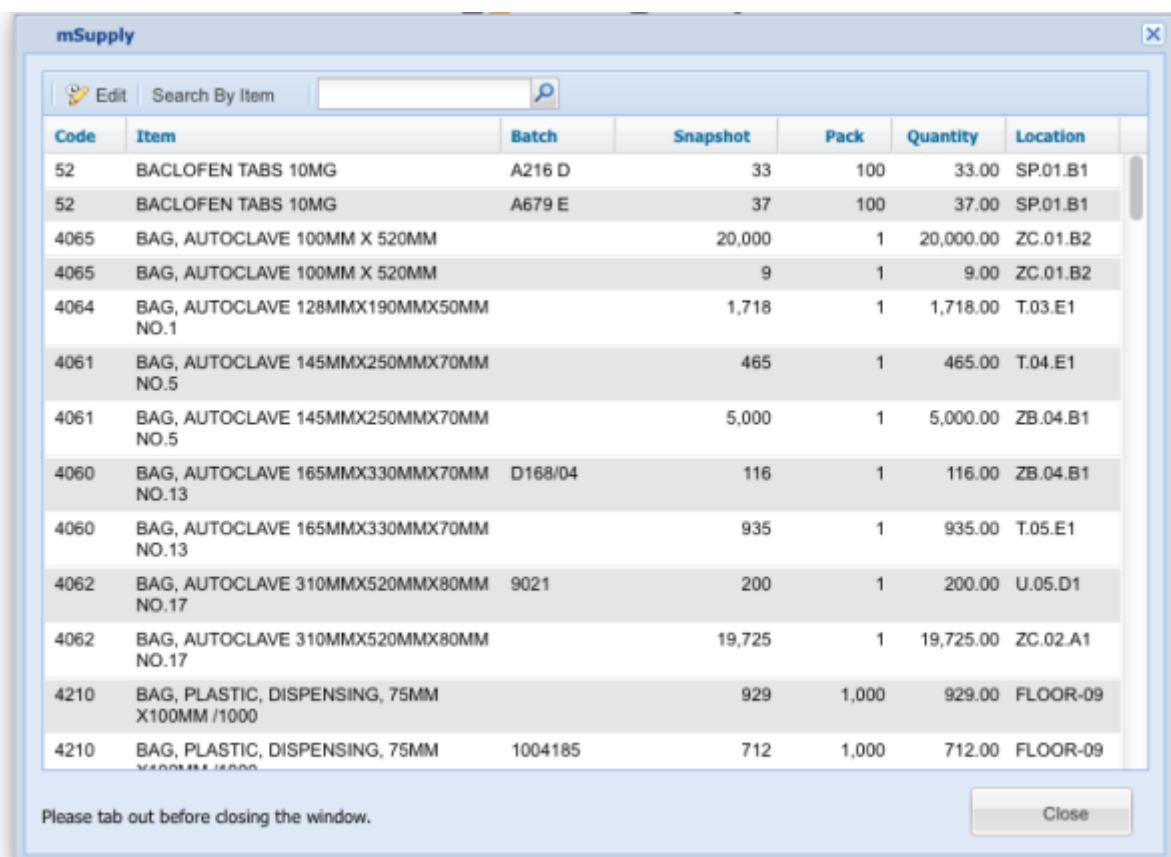 mSupply
Edit Search By Item
Code Item Batch Snapshot Pack Quantity Location
52 BACLOFEN TABS 10MG A216 D 33 100 33.00 SP.01.B1
52 BACLOFEN TABS 10MG A679 E 37 100 37.00 SP.01.B1
4065 BAG, AUTOCLAVE 100MM X 520MM 20,000 1 20,000.00 ZC.01.B2
4065 BAG, AUTOCLAVE 100MM X 520MM 9 1 9.00 ZC.01.B2
4064 BAG, AUTOCLAVE 128MMX190MMX50MM 1,718 1 1,718.00 T.03.E1
NO.1
4061 BAG, AUTOCLAVE 145MMX250MMX70MM 465 1 465.00 T.04.E1
NO.5
4061 BAG, AUTOCLAVE 145MMX250MMX70MM 5,000 1 5,000.00 ZB.04.B1
NO.5
4060 BAG, AUTOCLAVE 165MMX330MMX70MM D168/04 116 1 116.00 ZB.04.B1
NO.13
4060 BAG, AUTOCLAVE 165MMX330MMX70MM 935 1 935.00 T.05.E1
NO.13
4062 BAG, AUTOCLAVE 310MMX520MMX80MM 9021 200 1 200.00 U.05.D1
NO.17
4062 BAG, AUTOCLAVE 310MMX520MMX80MM 19,725 1 19,725.00 ZC.02.A1
NO.17
4210 BAG, PLASTIC, DISPENSING, 75MM 929 1,000 929.00 FLOOR-09
X100MM /1000
4210 BAG, PLASTIC, DISPENSING, 75MM 1004185 712 1,000 712.00 FLOOR-09
Please tab out before closing the window.
Close